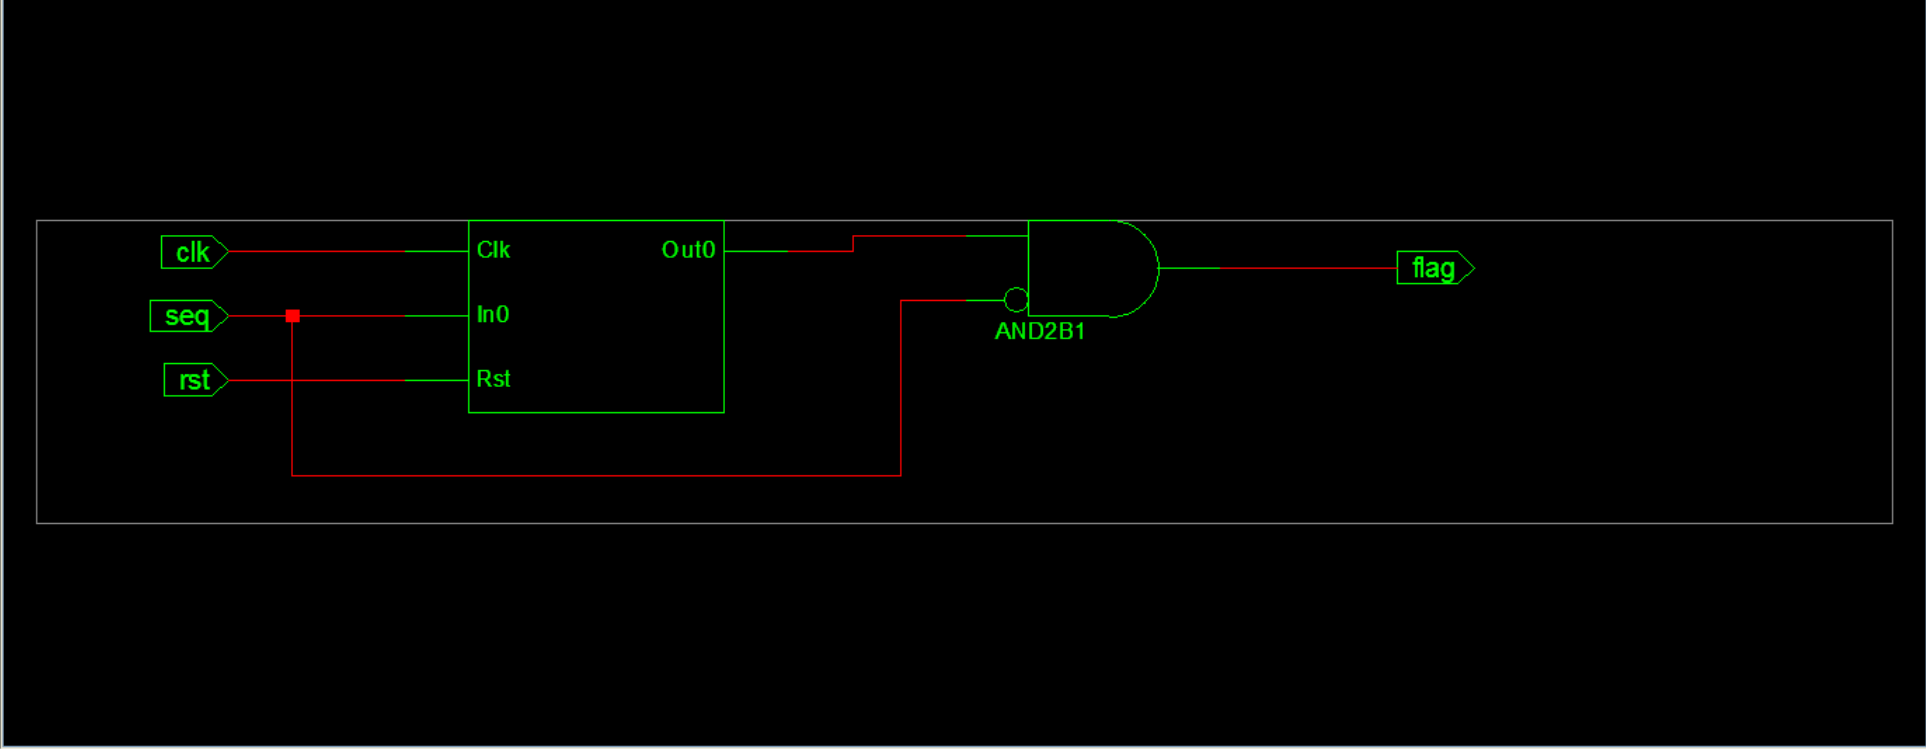 clk
Clk
Out0
flag
seq
In0
AND2B1
rst
Rst